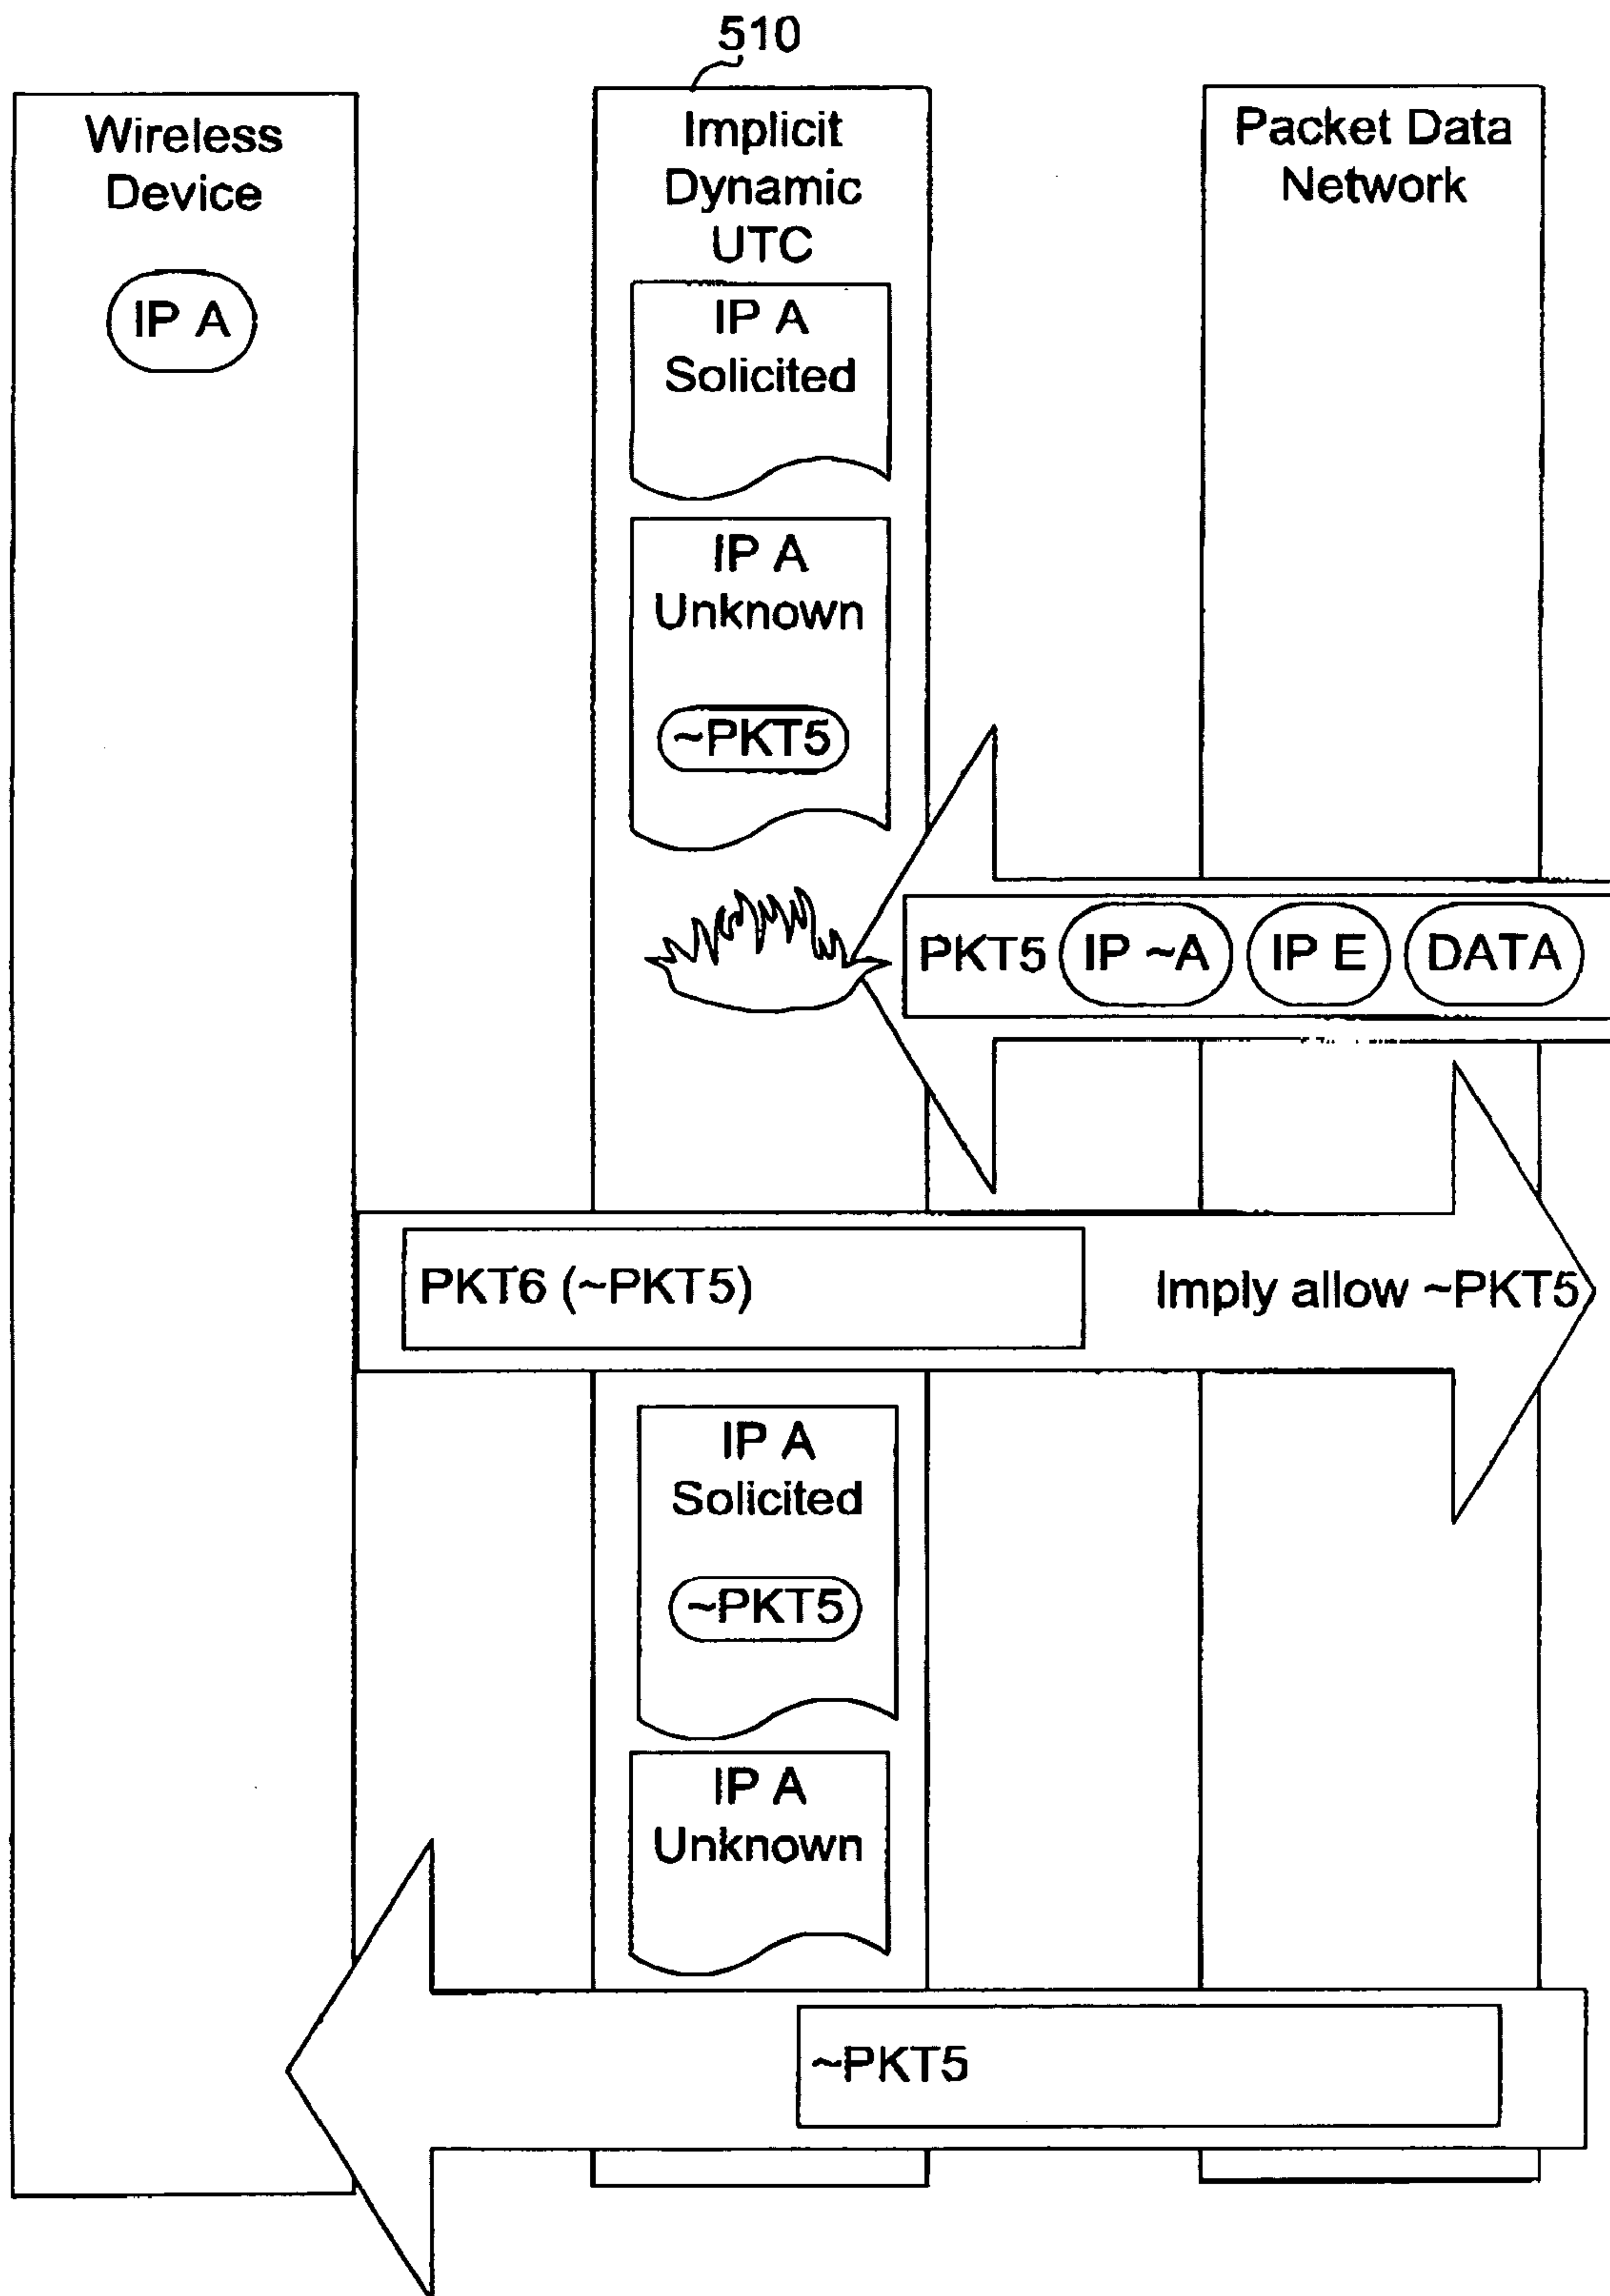 510
Wireless
Device
IP A
Implicit
Dynamic
UTC
IP A
Solicited
IP A
Unknown
~PKT5
Packet Data
Network
PKT5 IP ~A IP E DATA
PKT6 (~PKT5) Imply allow ~PKT5
IP A
Solicited
~PKT5
IP A
Unknown
~PKT5